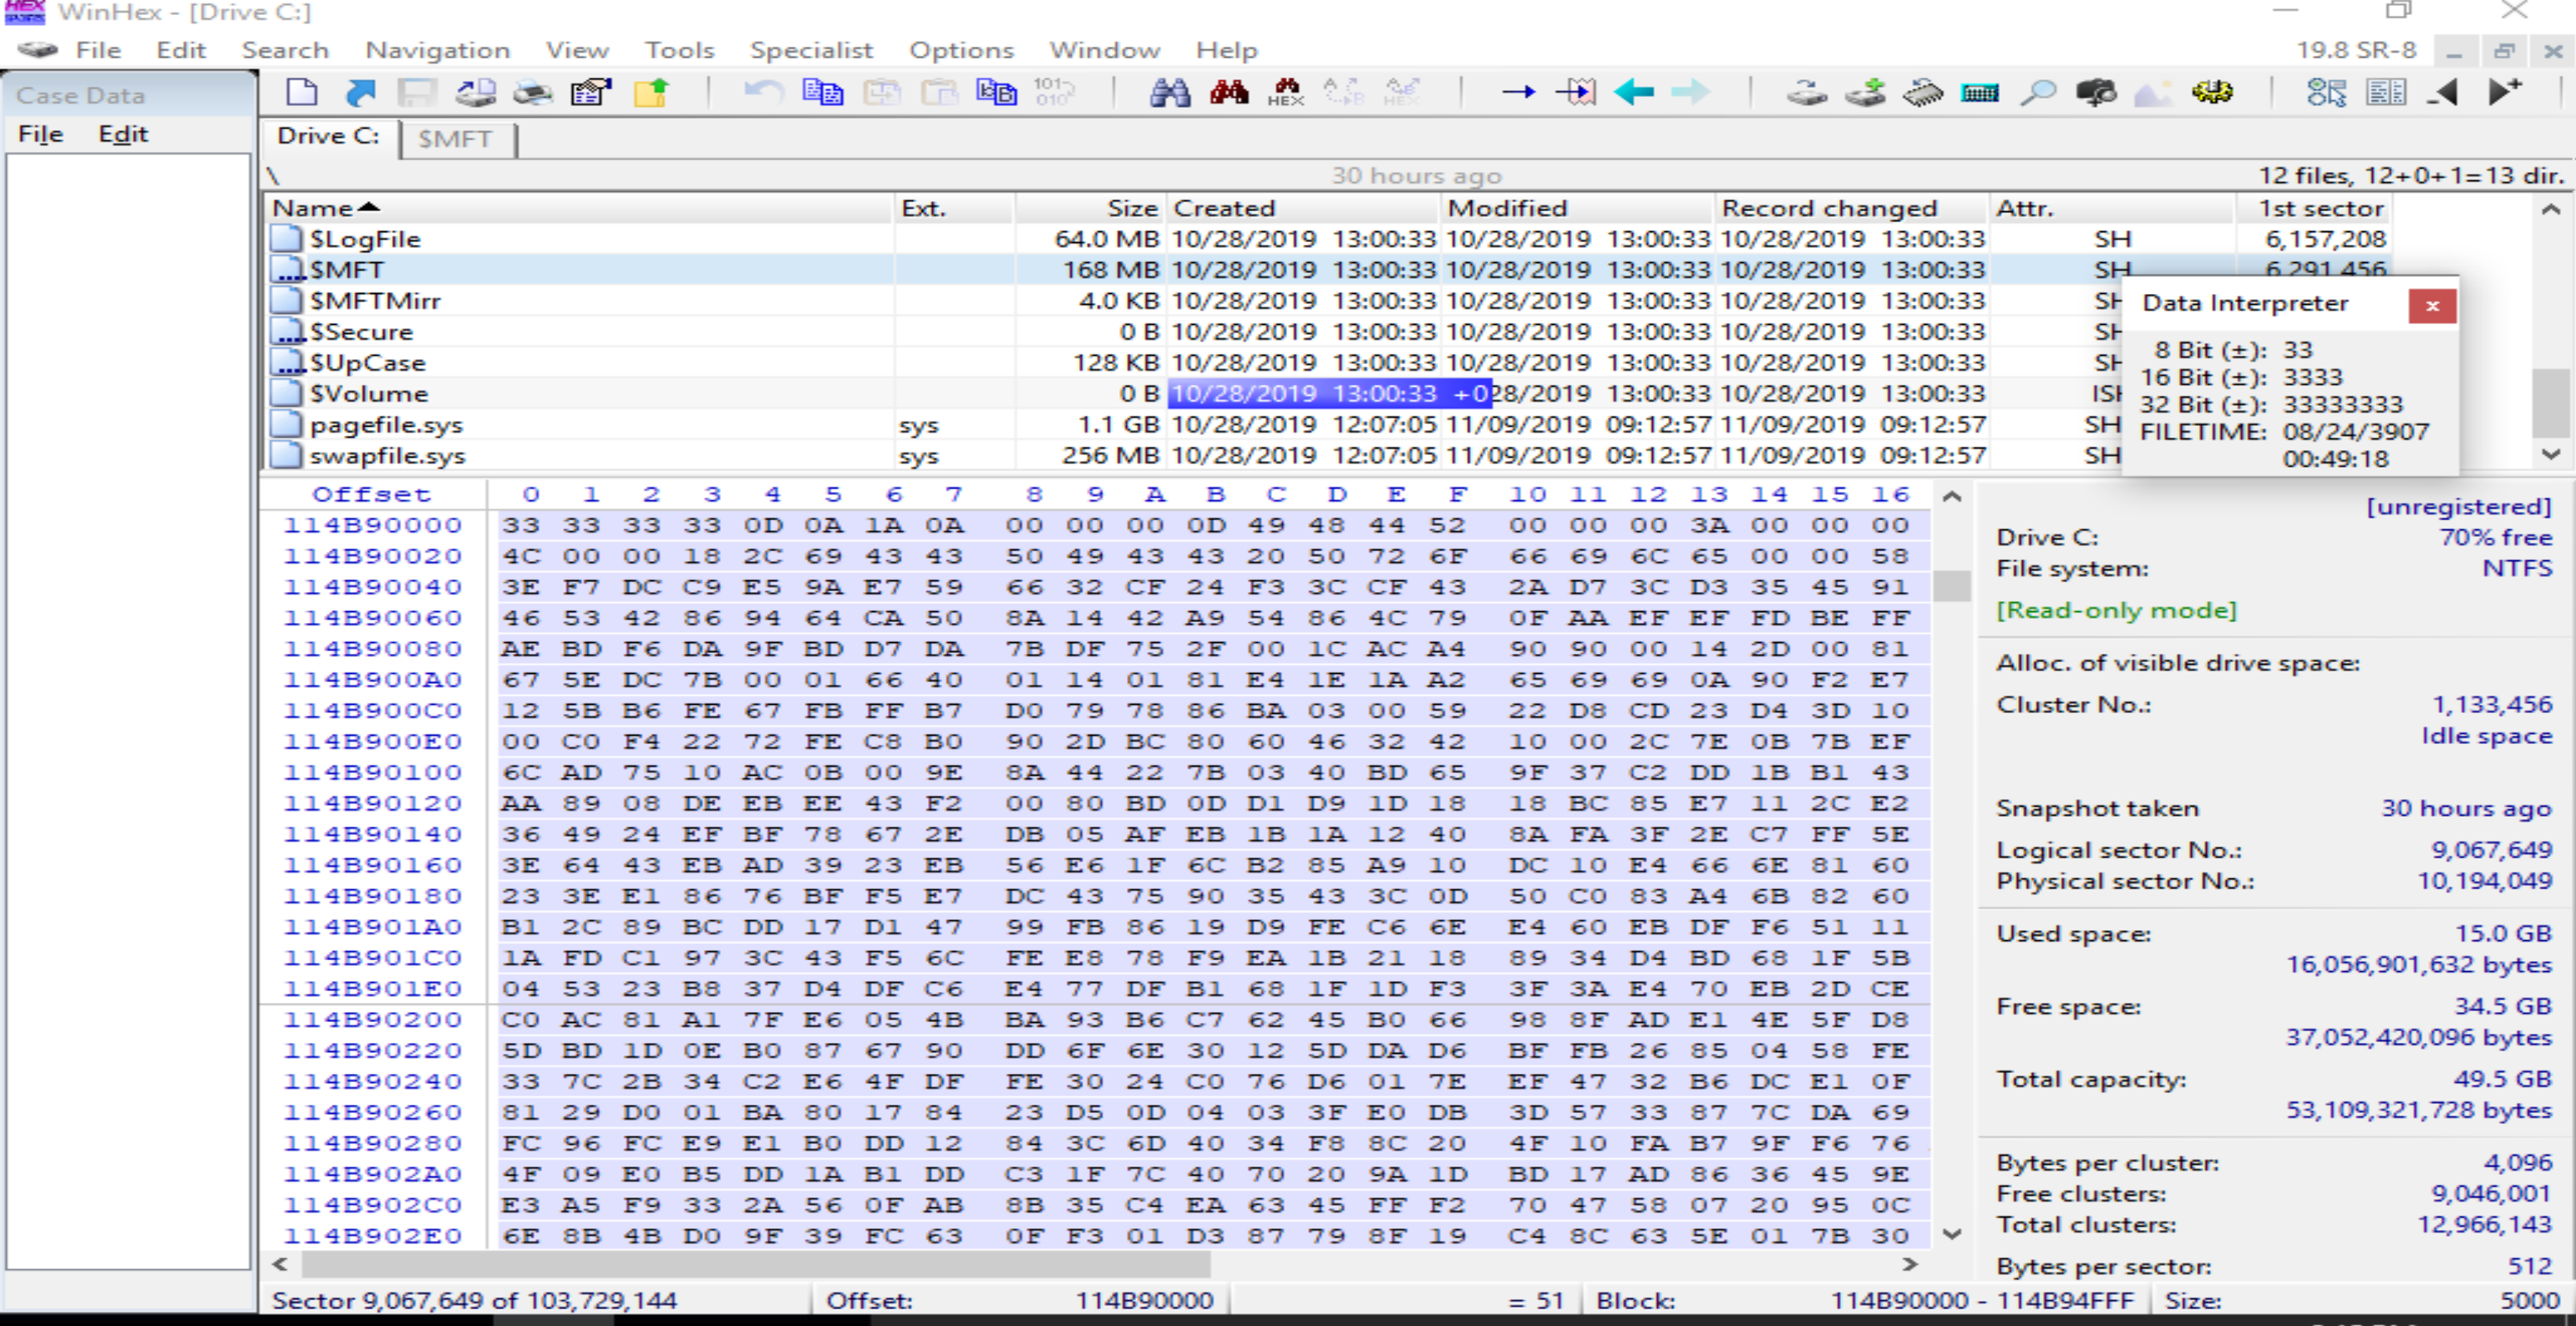 HEX
WinHex - [Drive C:]
File Edit Search Navigation View Tools Specialist Options Window Help 19.8 SR-8
Case Data
File Edit
Drive C: $MFT
\ 30 hours ago 12 files, 12+0+1=13 dir.
Name Ext. Size Created Modified Record changed Attr. 1st sector
$LogFile 64.0 MB 10/28/2019 13:00:33 10/28/2019 13:00:33 10/28/2019 13:00:33 SH 6,157,208
$MFT 168 MB 10/28/2019 13:00:33 10/28/2019 13:00:33 10/28/2019 13:00:33 SH 6,291,456
$MFTMirr 4.0 KB 10/28/2019 13:00:33 10/28/2019 13:00:33 10/28/2019 13:00:33
$Secure 0 B 10/28/2019 13:00:33 10/28/2019 13:00:33 10/28/2019 13:00:33
$UpCase 128 KB 10/28/2019 13:00:33 10/28/2019 13:00:33 10/28/2019 13:00:33
$Volume 0 B 10/28/2019 13:00:33 +0 28/2019 13:00:33 10/28/2019 13:00:33
pagefile.sys sys 1.1 GB 10/28/2019 12:07:05 11/09/2019 09:12:57 11/09/2019 09:12:57 SH
swapfile.sys sys 256 MB 10/28/2019 12:07:05 11/09/2019 09:12:57 11/09/2019 09:12:57 SH
Data Interpreter
8 Bit (±): 33
16 Bit (±): 3333
32 Bit (±): 33333333
FILETIME: 08/24/3907
00:49:18
Offset 0 1 2 3 4 5 6 7 8 9 A B C D E F 10 11 12 13 14 15 16
114B90000 33 33 33 33 0D 0A 1A 0A 00 00 00 0D 49 48 44 52 00 00 00 3A 00 00 00
114B90020 4C 00 00 18 2C 69 43 43 50 49 43 43 20 50 72 6F 66 69 6C 65 00 00 58
114B90040 3E F7 DC C9 E5 9A E7 59 66 32 CF 24 F3 3C CF 43 2A D7 3C D3 35 45 91
114B90060 46 53 42 86 94 64 CA 50 8A 14 42 A9 54 86 4C 79 0F AA EF EF FD BE FF
114B90080 AE BD F6 DA 9F BD D7 DA 7B DF 75 2F 00 1C AC A4 90 90 00 14 2D 00 81
114B900A0 67 5E DC 7B 00 01 66 40 01 14 01 81 E4 1E 1A A2 65 69 69 0A 90 F2 E7
114B900C0 12 5B B6 FE 67 FB FF B7 D0 79 78 86 BA 03 00 59 22 D8 CD 23 D4 3D 10
114B900E0 00 C0 F4 22 72 FE C8 B0 90 2D BC 80 60 46 32 42 10 00 2C 7E 0B 7B EF
114B90100 6C AD 75 10 AC 0B 00 9E 8A 44 22 7B 03 40 BD 65 9F 37 C2 DD 1B B1 43
114B90120 AA 89 08 DE EB EE 43 F2 00 80 BD 0D D1 D9 1D 18 18 BC 85 E7 11 2C E2
114B90140 36 49 24 EF BF 78 67 2E DB 05 AF EB 1B 1A 12 40 8A FA 3F 2E C7 FF 5E
114B90160 3E 64 43 EB AD 39 23 EB 56 E6 1F 6C B2 85 A9 10 DC 10 E4 66 6E 81 60
114B90180 23 3E E1 86 76 BF F5 E7 DC 43 75 90 35 43 3C 0D 50 C0 83 A4 6B 82 60
114B901A0 B1 2C 89 BC DD 17 D1 47 99 FB 86 19 D9 FE C6 6E E4 60 EB DF F6 51 11
114B901C0 1A FD C1 97 3C 43 F5 6C FE E8 78 F9 EA 1B 21 18 89 34 D4 BD 68 1F 5B
114B901E0 04 53 23 B8 37 D4 DF C6 E4 77 DF B1 68 1F 1D F3 3F 3A E4 70 EB 2D CE
114B90200 C0 AC 81 A1 7F E6 05 4B BA 93 B6 C7 62 45 B0 66 98 8F AD E1 4E 5F D8
114B90220 5D BD 1D 0E B0 87 67 90 DD 6F 6E 30 12 5D DA D6 BF FB 26 85 04 58 FE
114B90240 33 7C 2B 34 C2 E6 4F DF FE 30 24 C0 76 D6 01 7E EF 47 32 B6 DC E1 0F
114B90260 81 29 D0 01 BA 80 17 84 23 D5 0D 04 03 3F E0 DB 3D 57 33 87 7C DA 69
114B90280 FC 96 FC E9 E1 B0 DD 12 84 3C 6D 40 34 F8 8C 20 4F 10 FA B7 9F F6 76
114B902A0 4F 09 E0 B5 DD 1A B1 DD C3 1F 7C 40 70 20 9A 1D BD 17 AD 86 36 45 9E
114B902C0 E3 A5 F9 33 2A 56 0F AB 8B 35 C4 EA 63 45 FF F2 70 47 58 07 20 95 0C
114B902E0 6E 8B 4B D0 9F 39 FC 63 0F F3 01 D3 87 79 8F 19 C4 8C 63 5E 01 7B 30
[unregistered]
Drive C: 70% free
File system: NTFS
[Read-only mode]
Alloc. of visible drive space:
Cluster No.: 1,133,456
Idle space
Snapshot taken 30 hours ago
Logical sector No.: 9,067,649
Physical sector No.: 10,194,049
Used space: 15.0 GB
16,056,901,632 bytes
Free space: 34.5 GB
37,052,420,096 bytes
Total capacity: 49.5 GB
53,109,321,728 bytes
Bytes per cluster: 4,096
Free clusters: 9,046,001
Total clusters: 12,966,143
Bytes per sector: 512
Sector 9,067,649 of 103,729,144 Offset: 114B90000 = 51 Block: 114B90000 - 114B94FFF Size: 5000